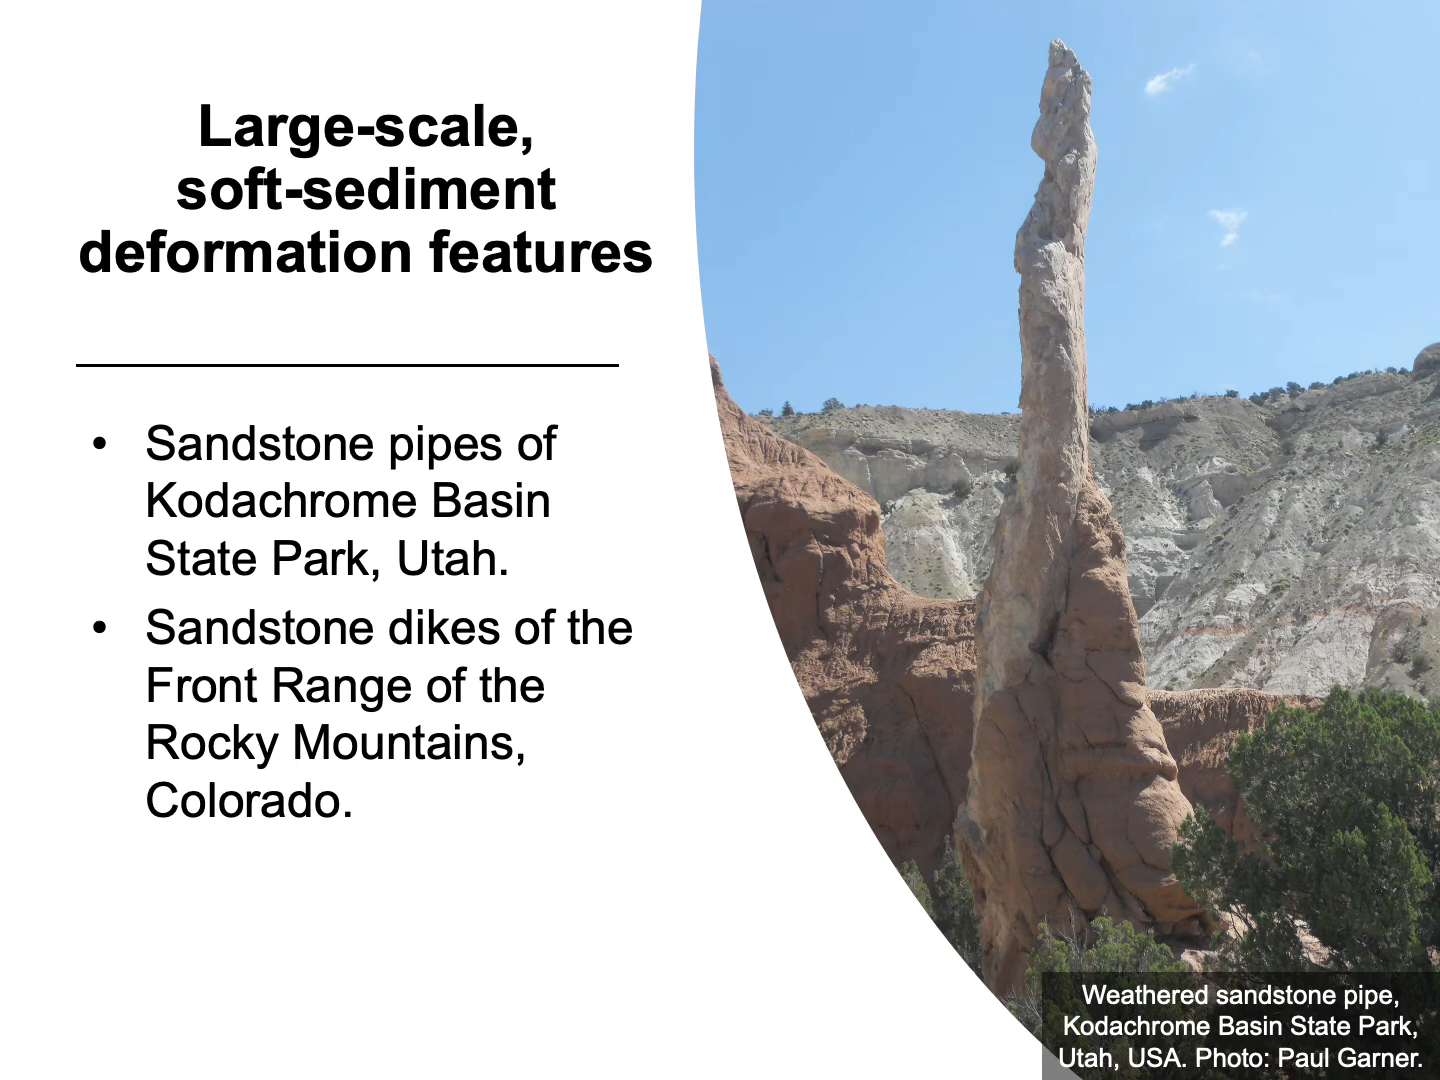 Large-scale,
soft-sediment
deformation features
• Sandstone pipes of
Kodachrome Basin
State Park, Utah.
• Sandstone dikes of the
Front Range of the
Rocky Mountains,
Colorado.
Weathered sandstone pipe,
Kodachrome Basin State Park,
Utah, USA. Photo: Paul Garner.